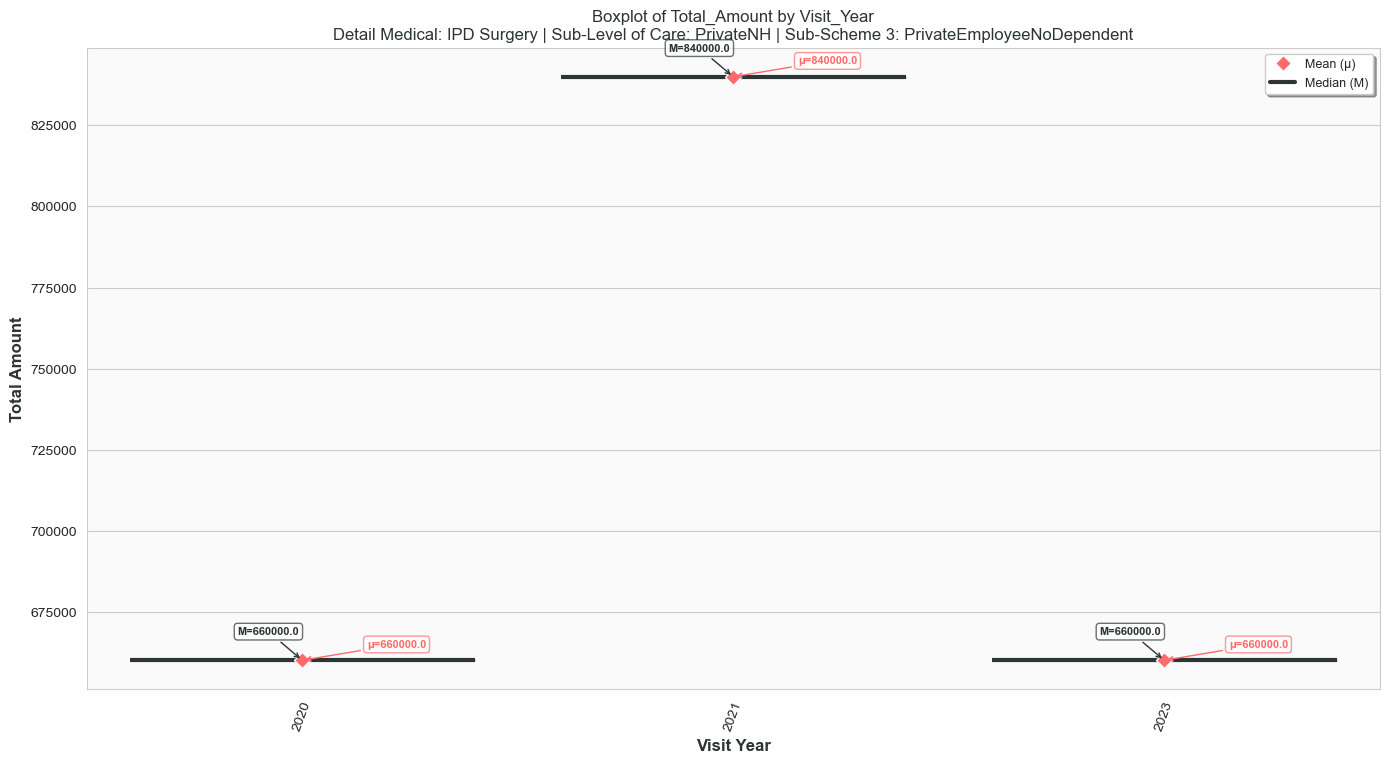 Boxplot of Total_Amount by Visit_Year
Detail Medical: IPD Surgery | Sub-Level of Care: PrivateNH | Sub-Scheme 3: PrivateEmployeeNoDependent
M=840000.0
μ=840000.0
Mean (μ)
Median (M)
825000
800000
775000
750000
725000
700000
675000
Total Amount
M=660000.0
μ=660000.0
M=660000.0
μ=660000.0
2020
2021
2023
Visit Year